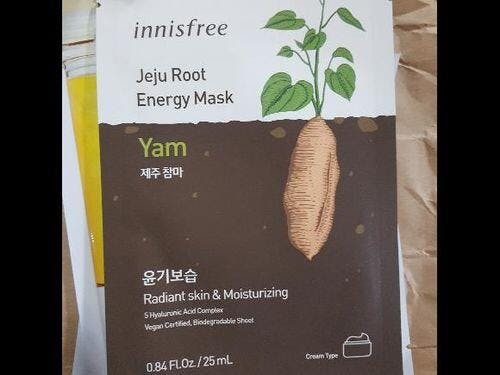 innisfree
Jeju Root
Energy Mask
Yam
제주 참마
윤기보습
Radiant skin & Moisturizing
5 Hyaluronic Acid Complex
Vegan Certified, Biodegradable Sheet
0.84 Fl.Oz. / 25 mL
Cream Type